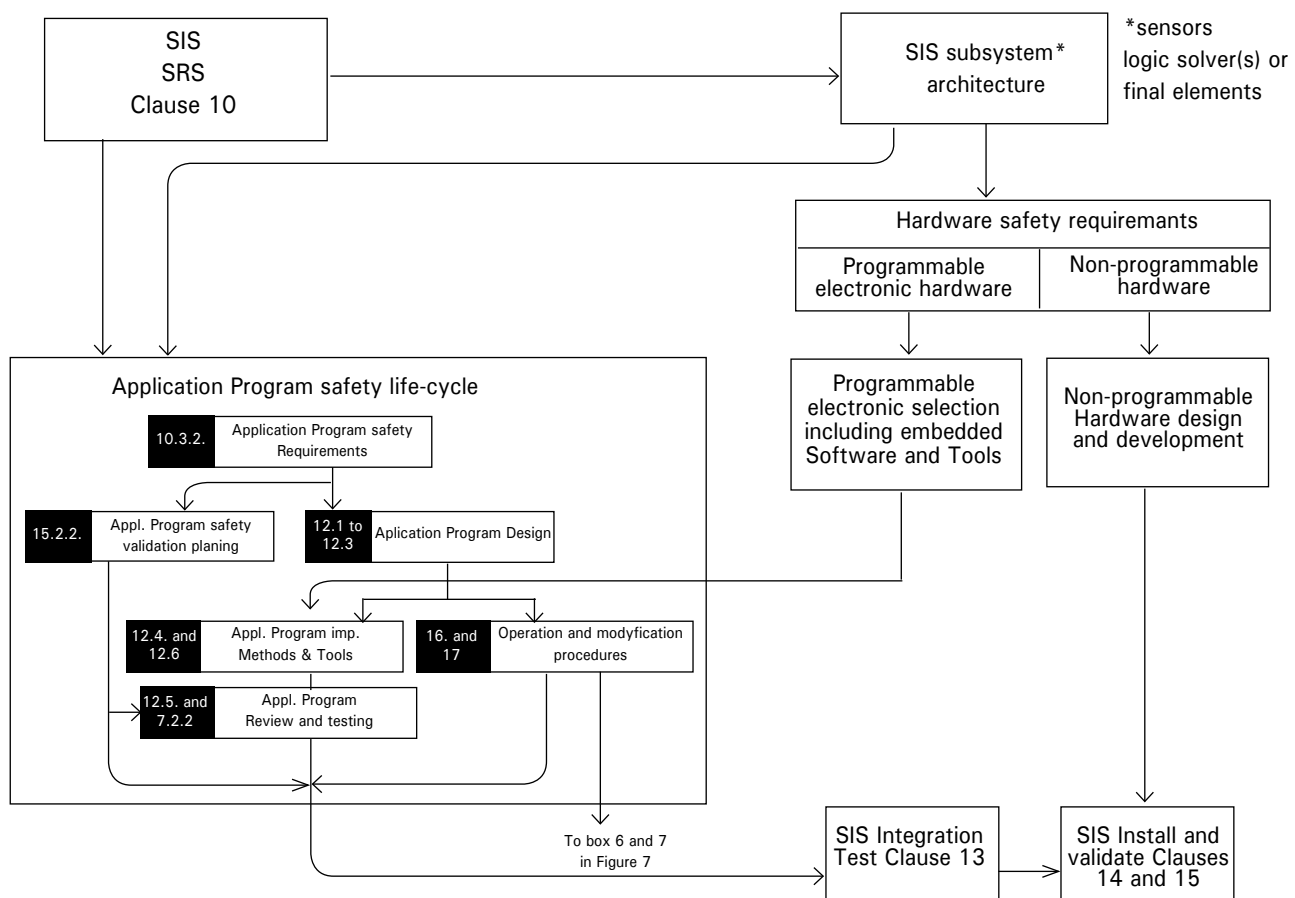 SIS
SRS
Clause 10
SIS subsystem*
architecture
*sensors
logic solver(s) or
final elements
Hardware safety requiremants
Programmable
electronic hardware
Non-programmable
hardware
Application Program safety life-cycle
10.3.2.
Application Program safety
Requirements
15.2.2.
Appl. Program safety
validation planing
12.1 to
12.3
Aplication Program Design
Programmable
electronic selection
including embedded
Software and Tools
Non-programmable
Hardware design
and development
12.4. and
12.6
Appl. Program imp.
Methods & Tools
16. and
17
Operation and modyfication
procedures
12.5. and
7.2.2
Appl. Program
Review and testing
To box 6 and 7
in Figure 7
SIS Integration
Test Clause 13
SIS Install and
validate Clauses
14 and 15